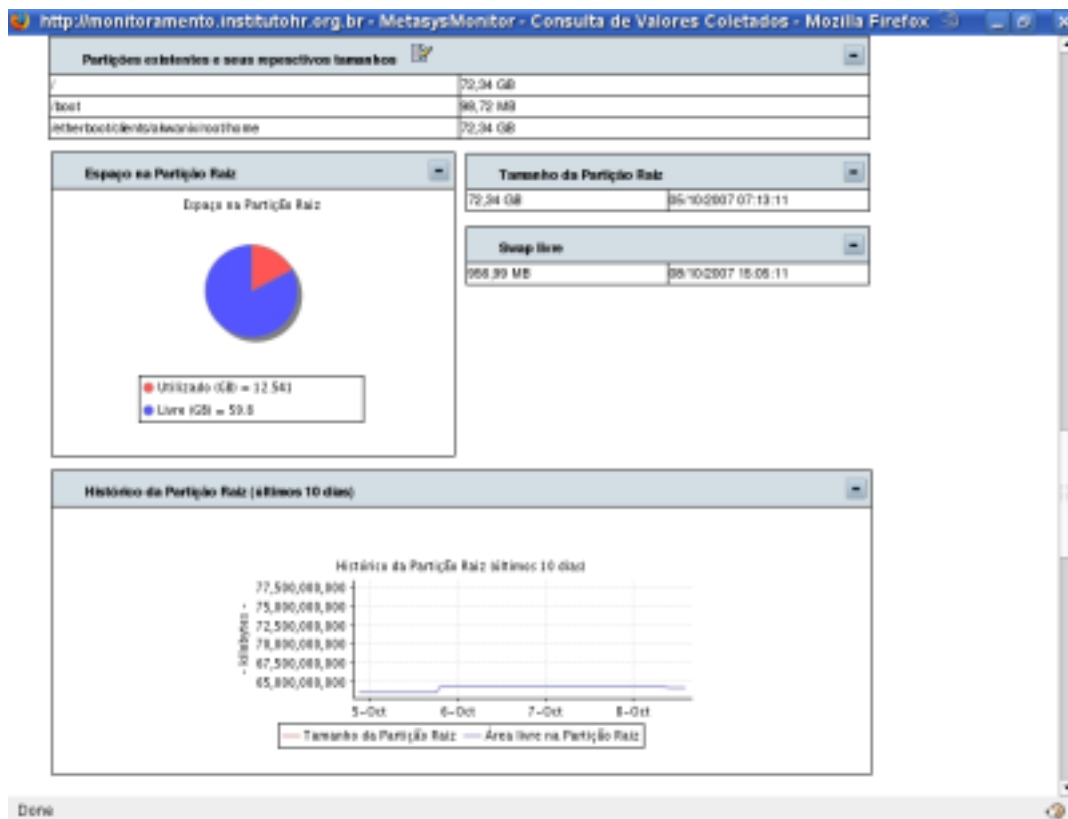 http://monitoramento.institutohr.org.br - MetasysMonitor - Consulta de Valores Coletados - Mozilla Firefox
Partições existentes e seus repesctivos tamanhos
/ 72,34 GB
/boot 98,72 MB
72,34 GB
Espaço na Partição Raiz
Espaço na PartiçÃo Raiz
Utilizado (GB) = 12.541
Livre (GB) = 59.8
Tamanho da Partição Raiz
72,34 GB 05/10/2007 07:13:11
Swap livre
956,99 MB 08/10/2007 15:05:11
Histórico da Partição Raiz (últimos 10 dias)
Histórico da PartiçÃo Raiz (últimos 10 dias)
- kilobytes -
77,500,000,000
75,000,000,000
72,500,000,000
70,000,000,000
67,500,000,000
65,000,000,000
5-Oct 6-Oct 7-Oct 8-Oct
Tamanho da PartiçÃo Raiz Área livre na PartiçÃo Raiz
Done